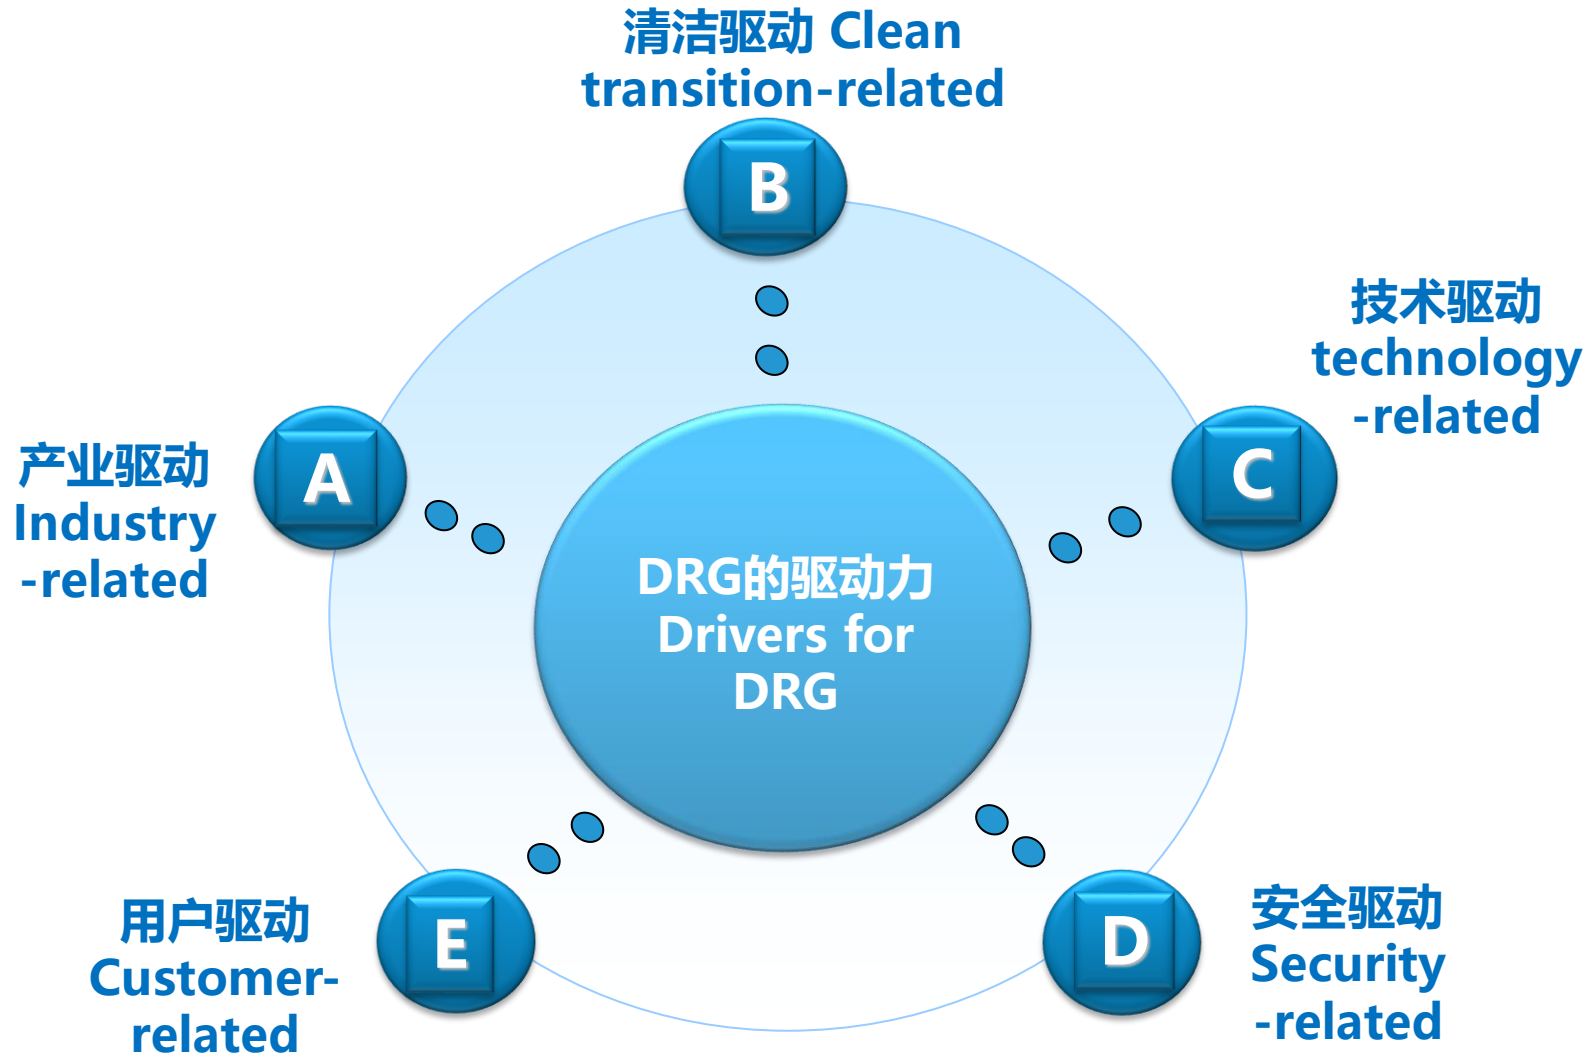 清洁驱动 Clean
transition-related
B
技术驱动
technology
-related
A
产业驱动
Industry
-related
C
DRG的驱动力
Drivers for
DRG
用户驱动
Customer-
related
E
D
安全驱动
Security
-related